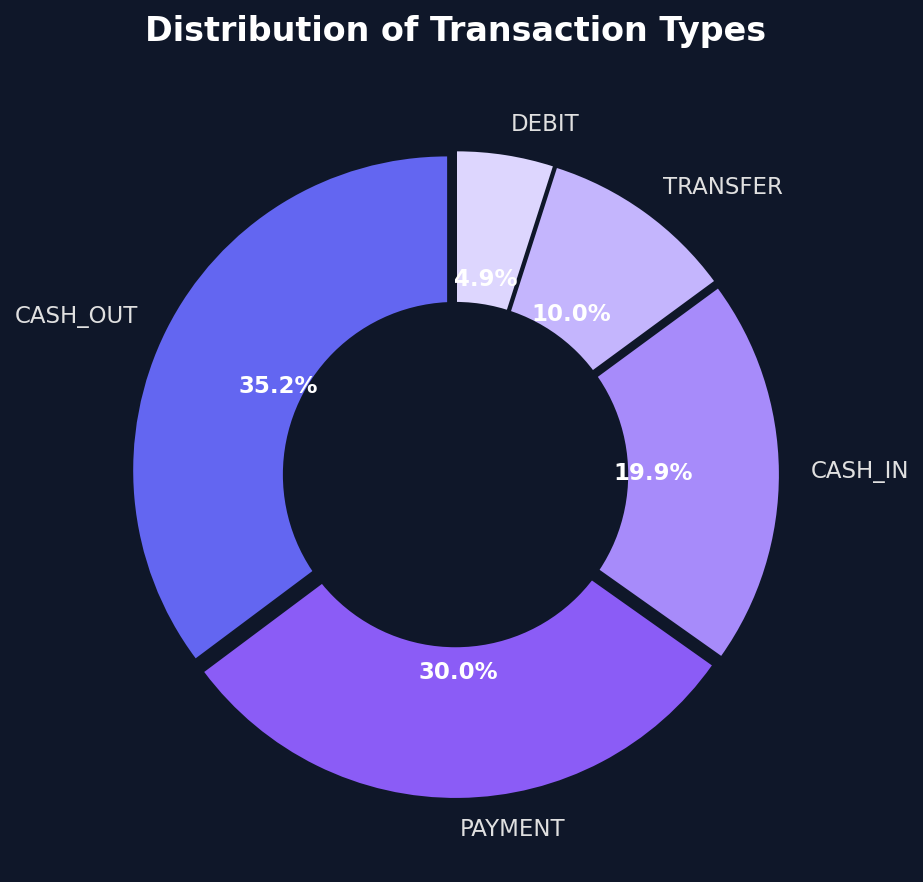 Distribution of Transaction Types
DEBIT
TRANSFER
4.9%
10.0%
CASH_OUT
35.2%
19.9%
CASH_IN
30.0%
PAYMENT